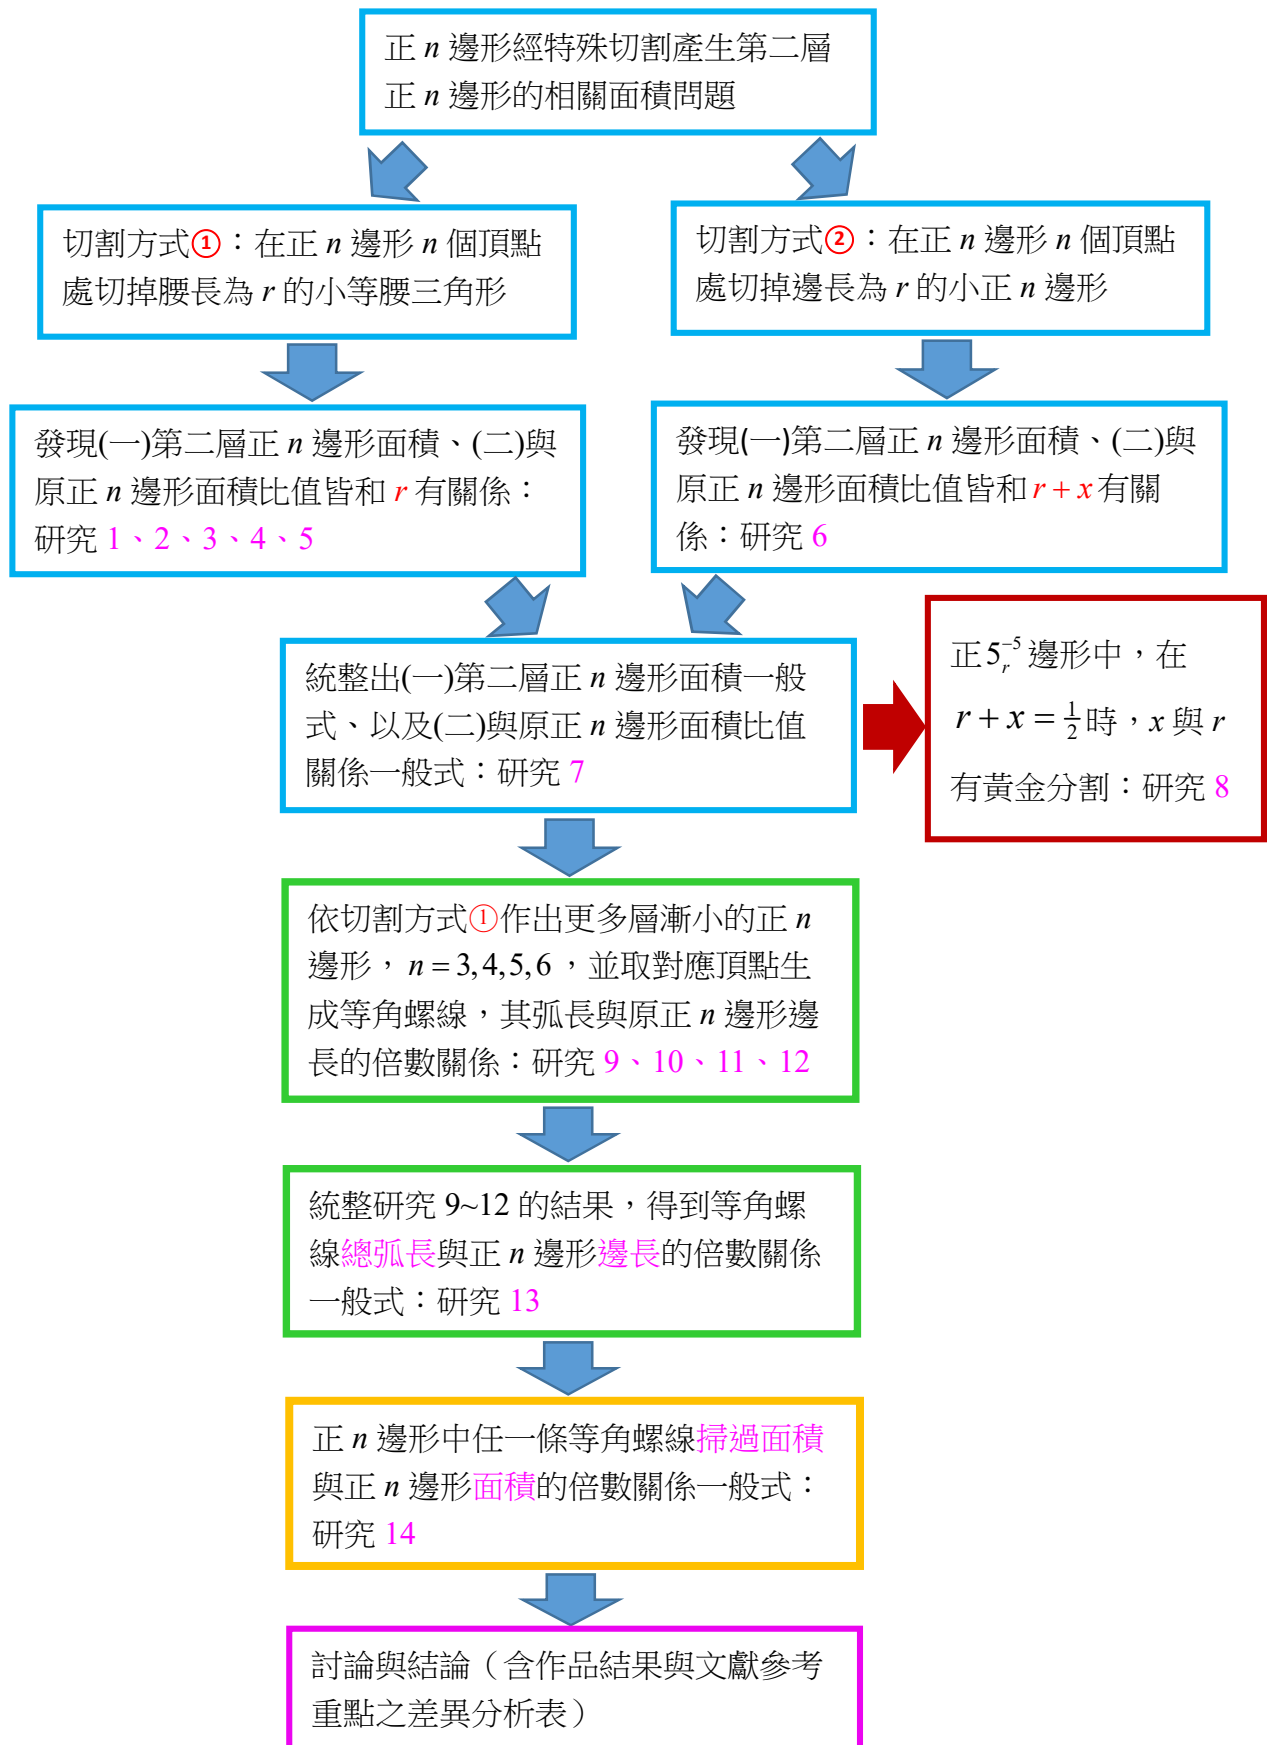 正 n 邊形經特殊切割產生第二層
正 n 邊形的相關面積問題
切割方式①：在正 n 邊形 n 個頂點
處切掉腰長為 r 的小等腰三角形
切割方式②：在正 n 邊形 n 個頂點
處切掉邊長為 r 的小正 n 邊形
發現(一)第二層正 n 邊形面積、(二)與
原正 n 邊形面積比值皆和 r 有關係：
研究 1、2、3、4、5
發現(一)第二層正 n 邊形面積、(二)與
原正 n 邊形面積比值皆和 r + x 有關
係：研究 6
統整出(一)第二層正 n 邊形面積一般
式、以及(二)與原正 n 邊形面積比值
關係一般式：研究 7
正 5_r^{-5} 邊形中，在
r + x = 1/2 時，x 與 r
有黃金分割：研究 8
依切割方式①作出更多層漸小的正 n
邊形，n = 3, 4, 5, 6 ，並取對應頂點生
成等角螺線，其弧長與原正 n 邊形邊
長的倍數關係：研究 9、10、11、12
統整研究 9~12 的結果，得到等角螺
線總弧長與正 n 邊形邊長的倍數關係
一般式：研究 13
正 n 邊形中任一條等角螺線掃過面積
與正 n 邊形面積的倍數關係一般式：
研究 14
討論與結論（含作品結果與文獻參考
重點之差異分析表）